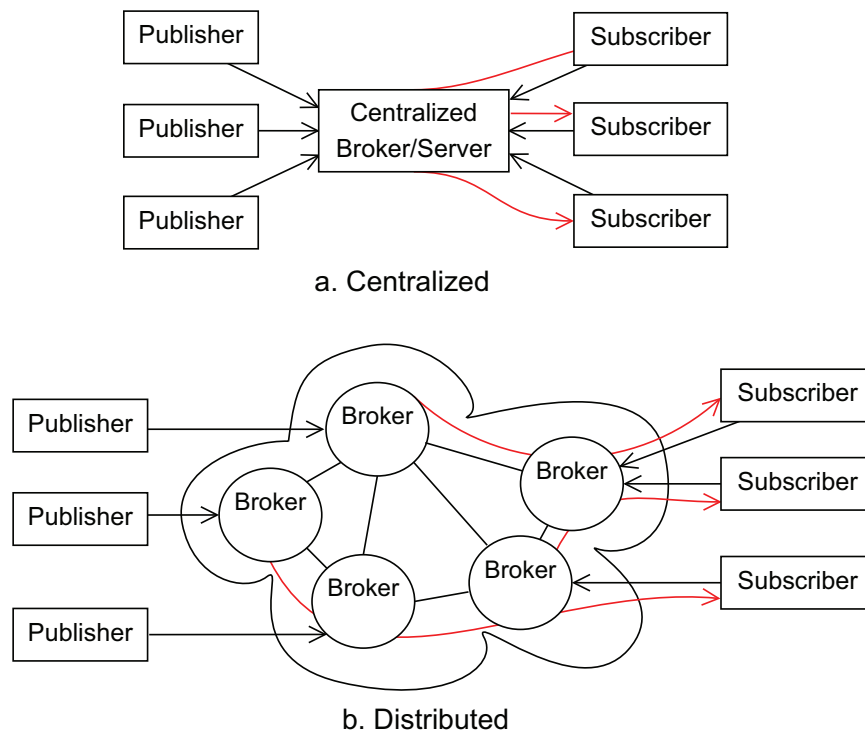 Publisher
Subscriber
Publisher
Centralized
Broker/Server
Subscriber
Publisher
Subscriber
a. Centralized
Publisher
Broker
Subscriber
Publisher
Broker
Broker
Subscriber
Broker
Broker
Subscriber
Publisher
b. Distributed